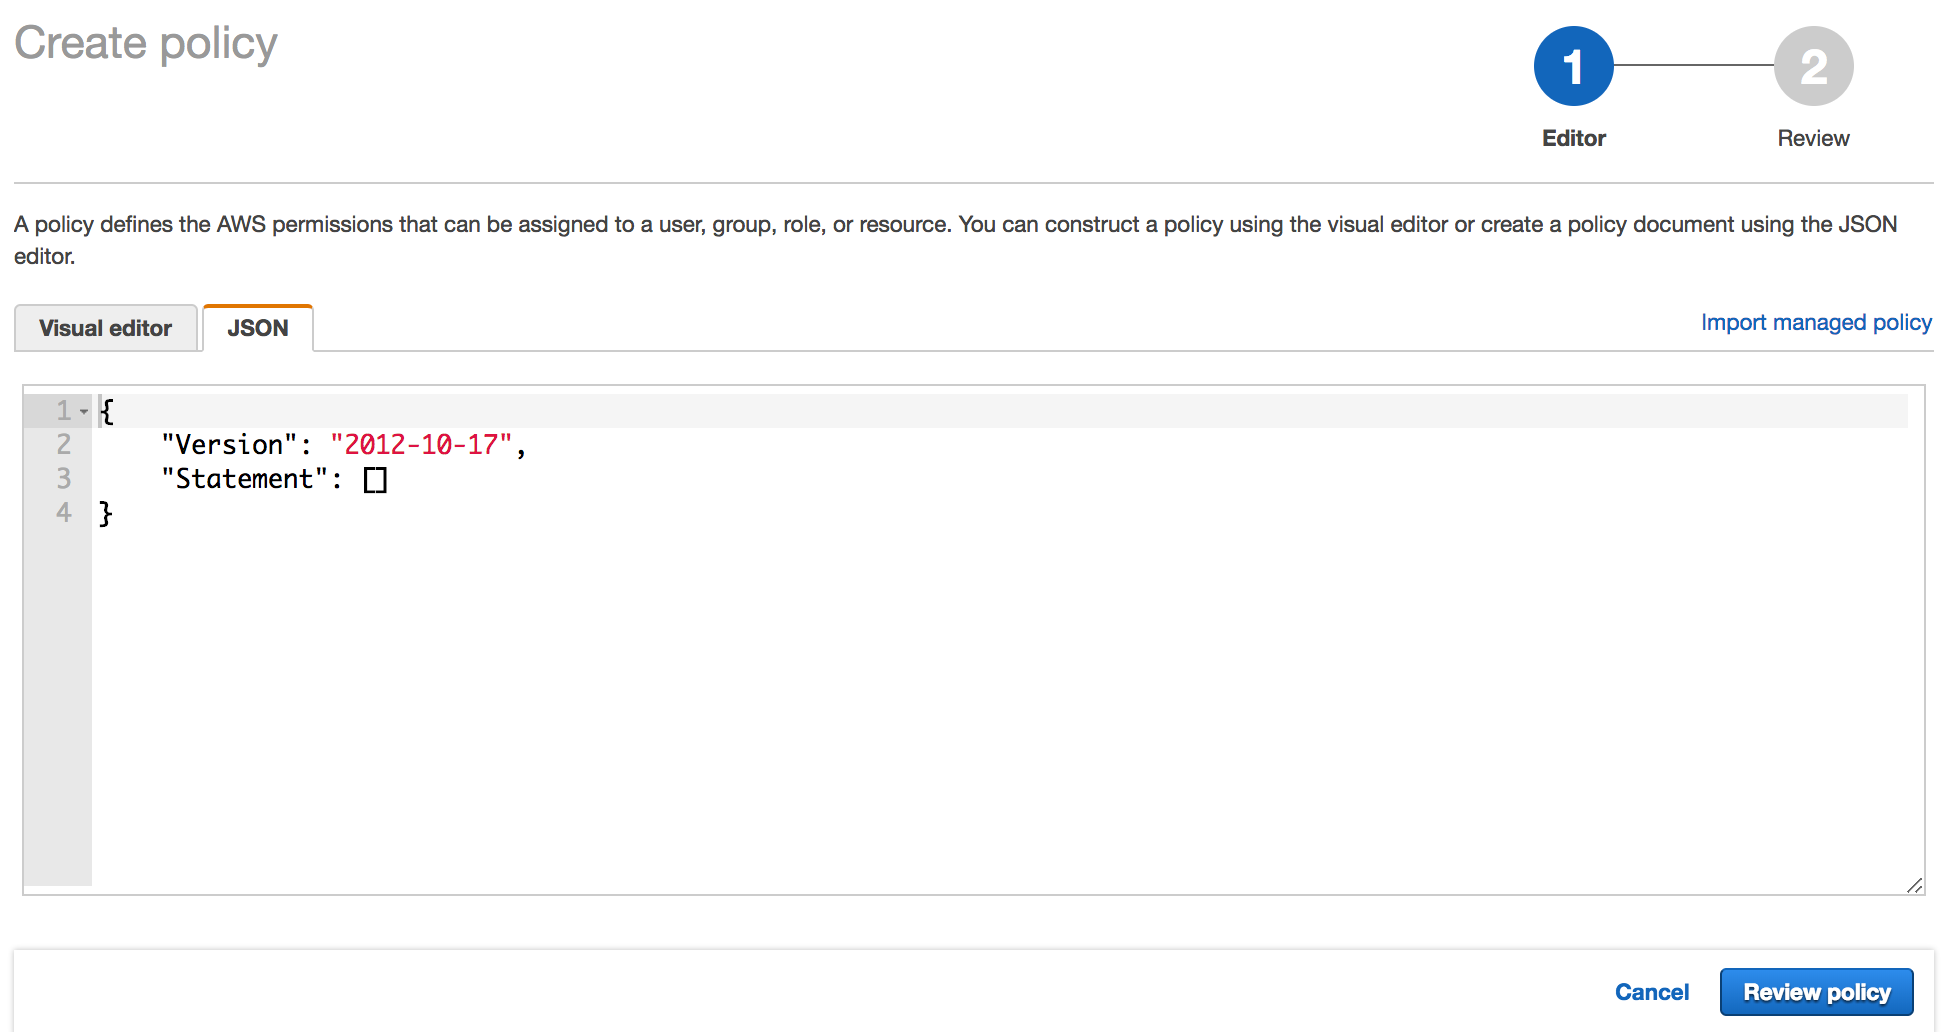 Create policy
1
2
Editor
Review
A policy defines the AWS permissions that can be assigned to a user, group, role, or resource. You can construct a policy using the visual editor or create a policy document using the JSON
editor.
Visual editor
JSON
Import managed policy
1 {
2     "Version": "2012-10-17",
3     "Statement": []
4 }
Cancel
Review policy